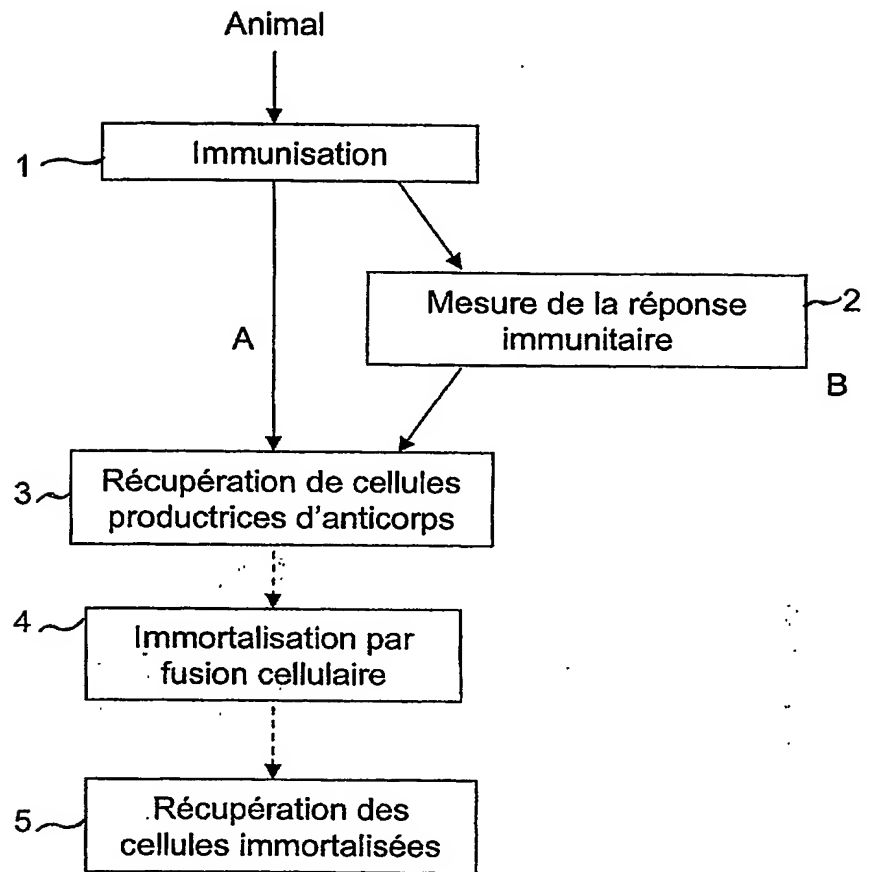 Animal
1
Immunisation
Mesure de la réponse
immunitaire
2
A
B
3
Récupération de cellules
productrices d'anticorps
4
Immortalisation par
fusion cellulaire
5
Récupération des
cellules immortalisées